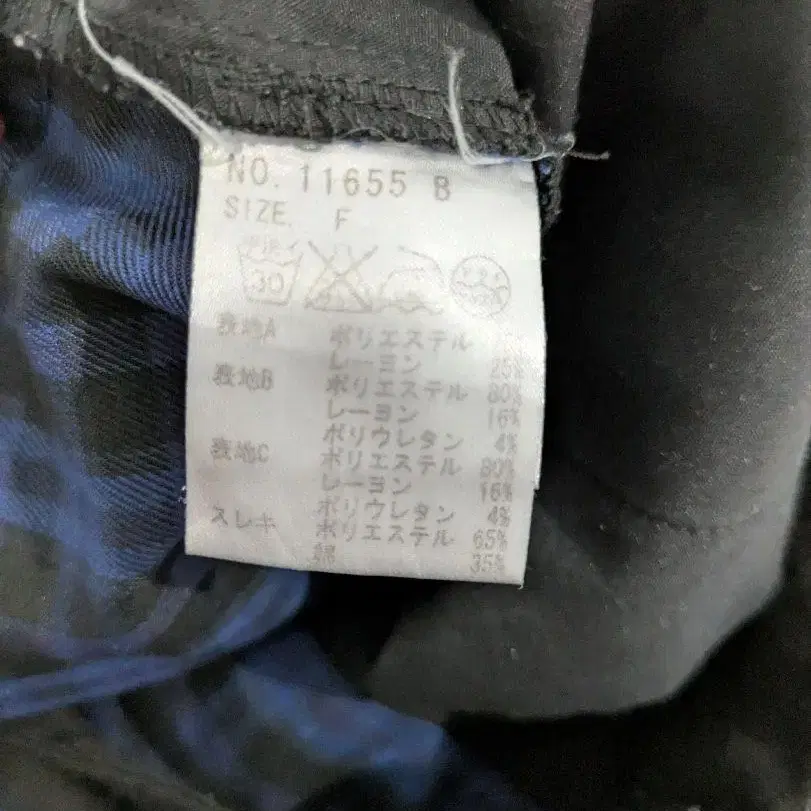 NO. 11655 B
SIZE. F
30
表地A ポリエステル
レーヨン 25%
表地B ポリエステル 80%
レーヨン 16%
ポリウレタン 4%
表地C ポリエステル 80%
レーヨン 16%
ポリウレタン 4%
スレキ ポリエステル 65%
綿 35%